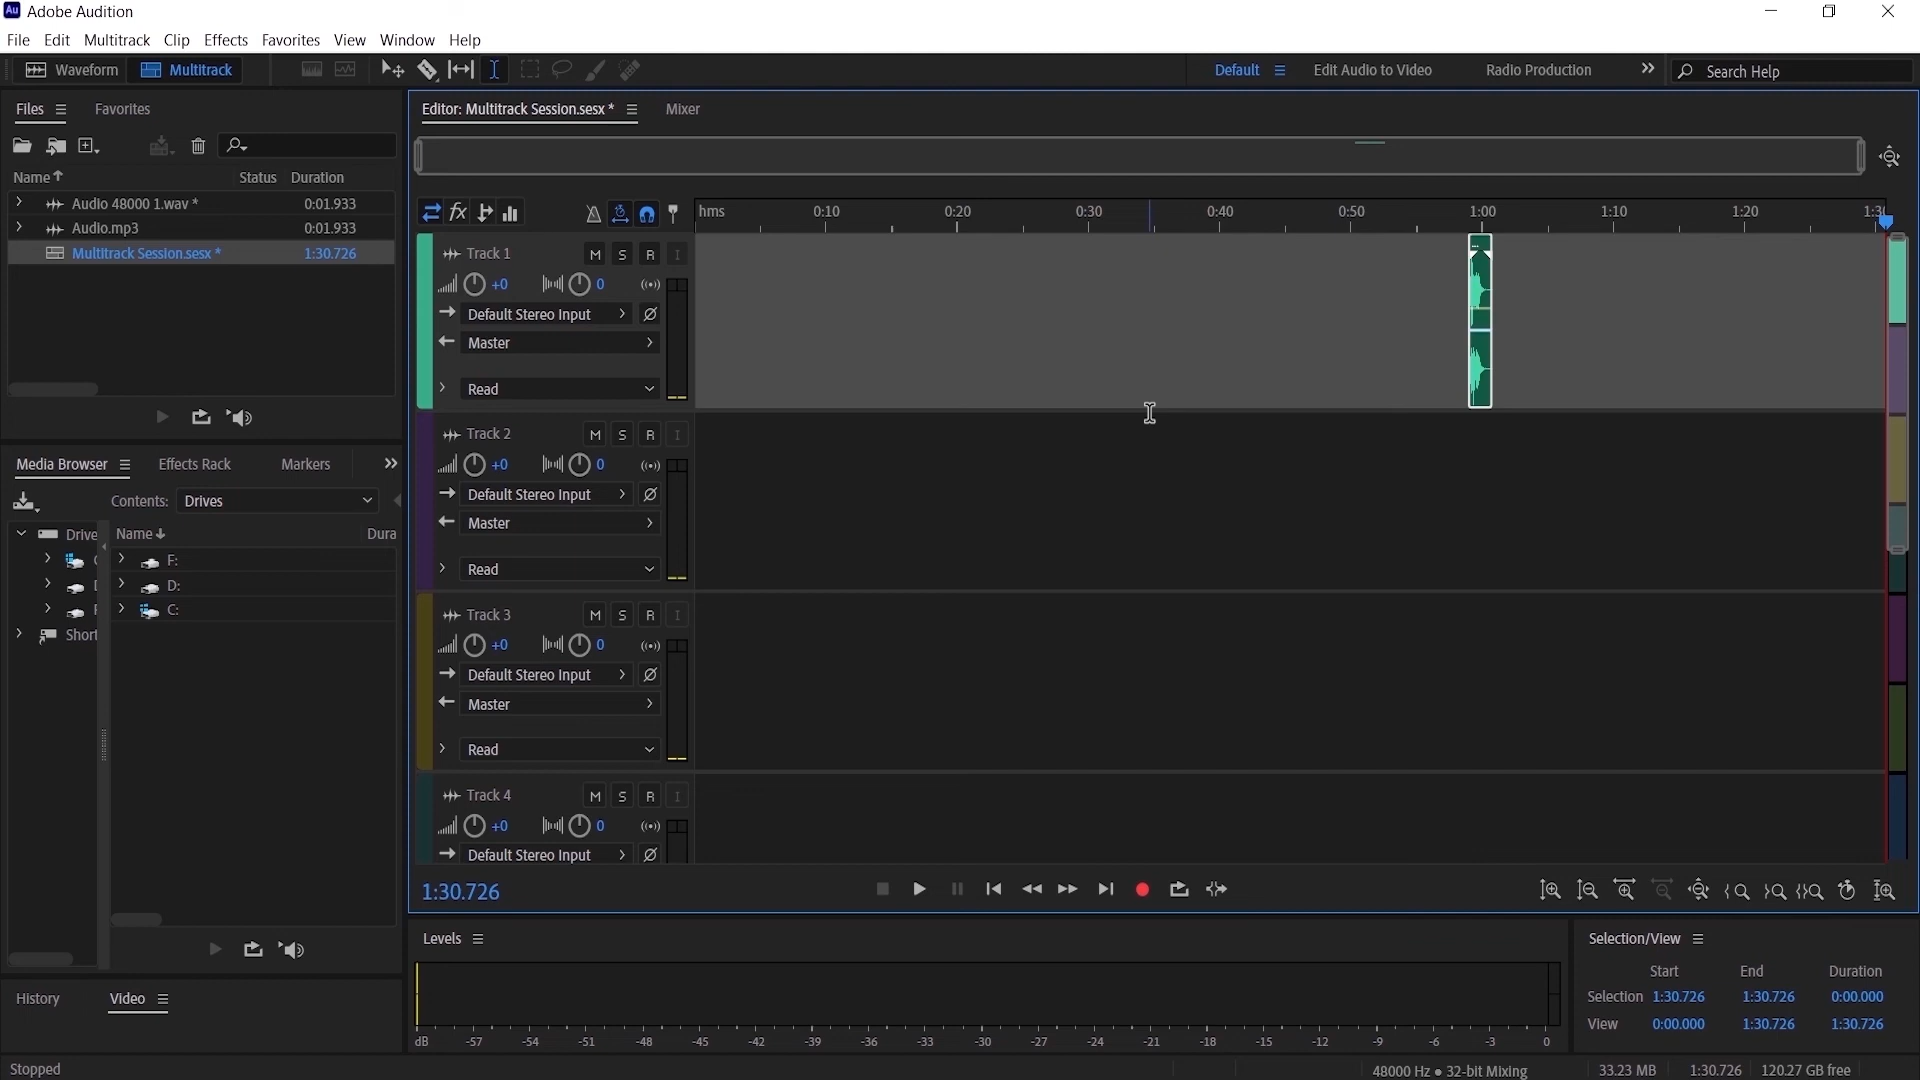 Au Adobe Audition
File Edit Multitrack Clip Effects Favorites View Window Help
Waveform Multitrack Default Edit Audio to Video Radio Production Search Help
Files Favorites
Name Status Duration
Audio 48000 1.wav * 0:01.933
Audio.mp3 0:01.933
Multitrack Session.sesx * 1:30.726
Media Browser Effects Rack Markers
Contents: Drives
Drive Name Dura
F:
D:
C:
Short
History Video
Editor: Multitrack Session.sesx * Mixer
fx hms 0:10 0:20 0:30 0:40 0:50 1:00 1:10 1:20 1:30
Track 1 M S R I
+0 0
Default Stereo Input
Master
Read
Track 2 M S R I
+0 0
Default Stereo Input
Master
Read
Track 3 M S R I
+0 0
Default Stereo Input
Master
Read
Track 4 M S R I
+0 0
Default Stereo Input
1:30.726
Levels
dB -57 -54 -51 -48 -45 -42 -39 -36 -33 -30 -27 -24 -21 -18 -15 -12 -9 -6 -3 0
Selection/View
Start End Duration
Selection 1:30.726 1:30.726 0:00.000
View 0:00.000 1:30.726 1:30.726
Stopped 48000 Hz ● 32-bit Mixing 33.23 MB 1:30.726 120.27 GB free